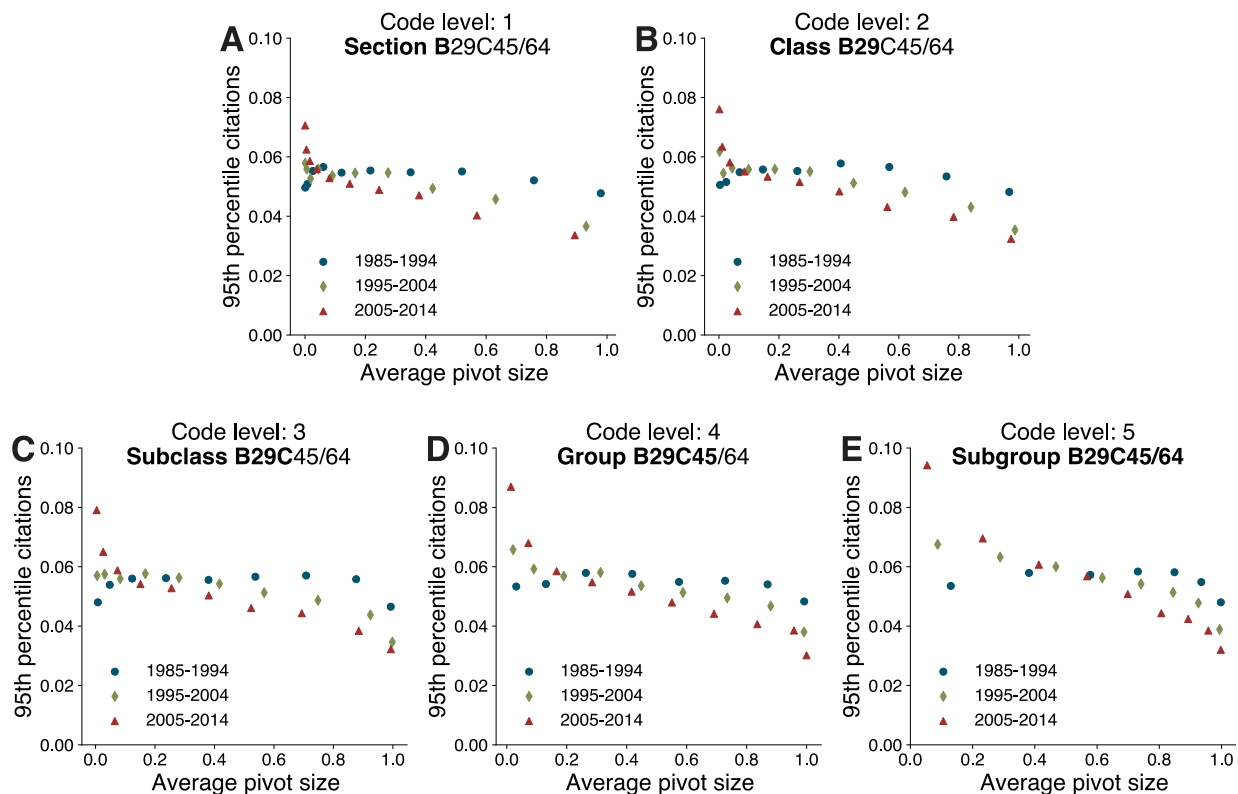 A
Code level: 1
Section B29C45/64
95th percentile citations
0.10
0.08
0.06
0.04
0.02
0.00
1985-1994
1995-2004
2005-2014
0.0 0.2 0.4 0.6 0.8 1.0
Average pivot size
B
Code level: 2
Class B29C45/64
95th percentile citations
0.10
0.08
0.06
0.04
0.02
0.00
1985-1994
1995-2004
2005-2014
0.0 0.2 0.4 0.6 0.8 1.0
Average pivot size
C
Code level: 3
Subclass B29C45/64
95th percentile citations
0.10
0.08
0.06
0.04
0.02
0.00
1985-1994
1995-2004
2005-2014
0.0 0.2 0.4 0.6 0.8 1.0
Average pivot size
D
Code level: 4
Group B29C45/64
95th percentile citations
0.10
0.08
0.06
0.04
0.02
0.00
1985-1994
1995-2004
2005-2014
0.0 0.2 0.4 0.6 0.8 1.0
Average pivot size
E
Code level: 5
Subgroup B29C45/64
95th percentile citations
0.10
0.08
0.06
0.04
0.02
0.00
1985-1994
1995-2004
2005-2014
0.0 0.2 0.4 0.6 0.8 1.0
Average pivot size